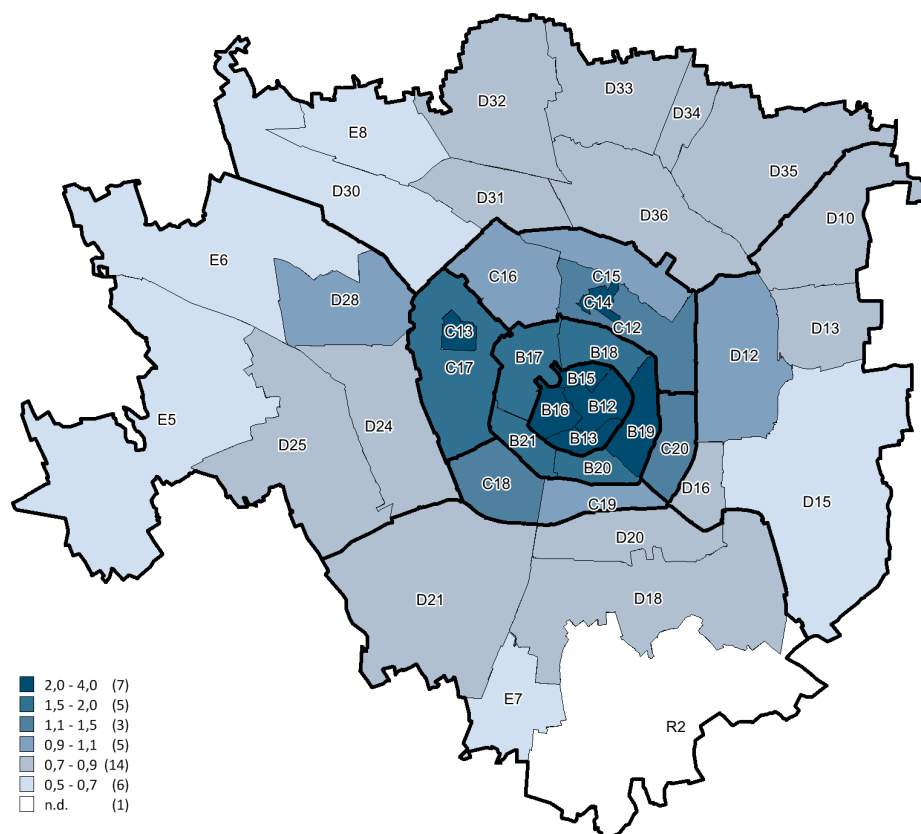 D32
D33
D34
E8
D35
D30
D31
D36
D10
E6
C16
C15
D28
C14
C13
C12
D13
B18
D12
B17
C17
B15
B16
B12
E5
D24
B19
B21
B13
D25
C20
B20
C18
D16
C19
D15
D20
D21
D18
E7
R2
2,0 - 4,0 (7)
1,5 - 2,0 (5)
1,1 - 1,5 (3)
0,9 - 1,1 (5)
0,7 - 0,9 (14)
0,5 - 0,7 (6)
n.d. (1)